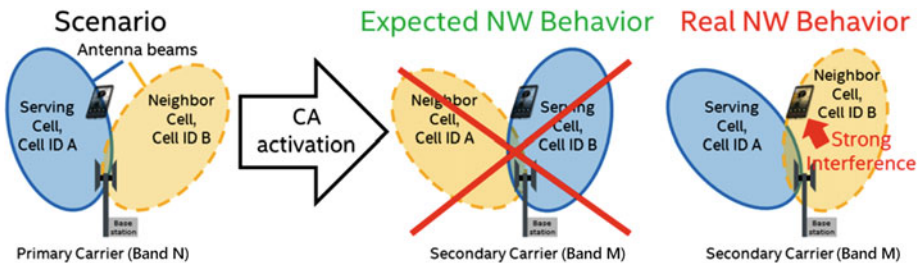 Scenario
Antenna beams
Serving
Cell,
Cell ID A
Neighbor
Cell,
Cell ID B
Base
station
Primary Carrier (Band N)
CA
activation
Expected NW Behavior
Neighbor
Cell,
Cell ID A
Serving
Cell,
Cell ID B
Base
station
Secondary Carrier (Band M)
Real NW Behavior
Serving
Cell,
Cell ID A
Neighbor
Cell,
Cell ID B
Strong
Interference
Base
station
Secondary Carrier (Band M)